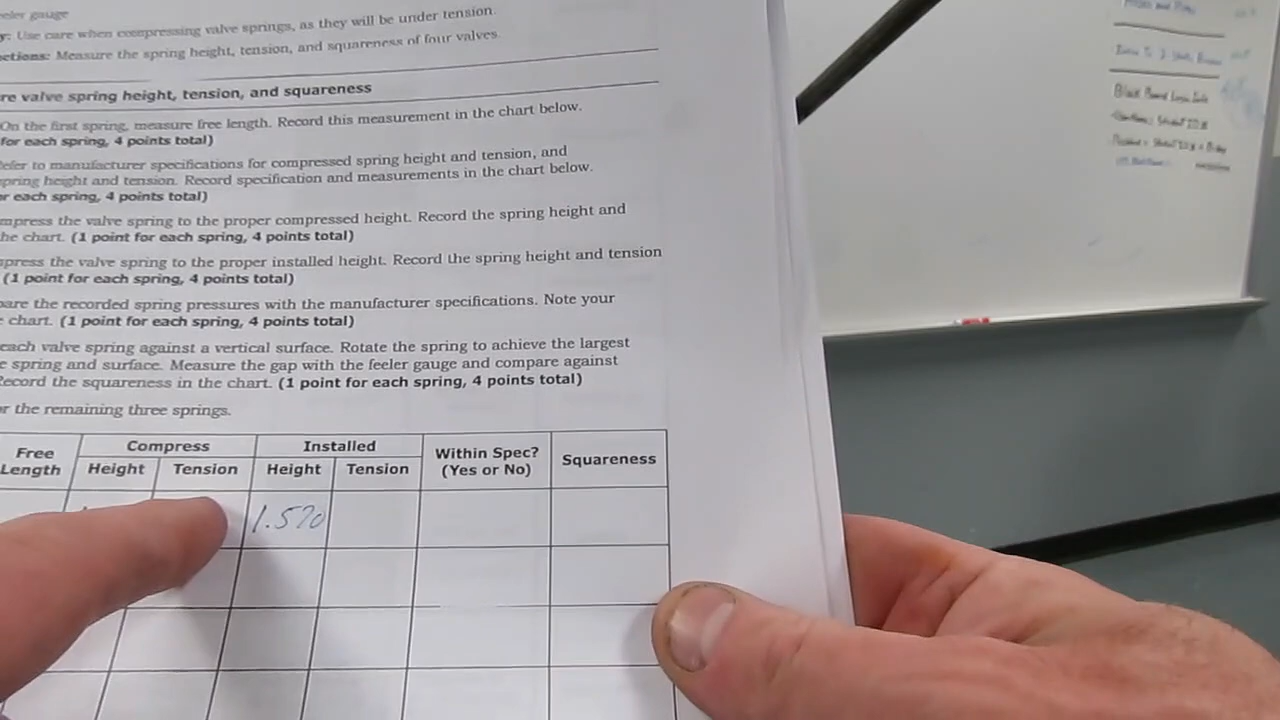 eeler gauge
y: Use care when compressing valve springs, as they will be under tension.
ections: Measure the spring height, tension, and squareness of four valves.
re valve spring height, tension, and squareness
On the first spring, measure free length. Record this measurement in the chart below.
for each spring, 4 points total)
efer to manufacturer specifications for compressed spring height and tension, and
pring height and tension. Record specification and measurements in the chart below.
r each spring, 4 points total)
mpress the valve spring to the proper compressed height. Record the spring height and
he chart. (1 point for each spring, 4 points total)
press the valve spring to the proper installed height. Record the spring height and tension
(1 point for each spring, 4 points total)
are the recorded spring pressures with the manufacturer specifications. Note your
e chart. (1 point for each spring, 4 points total)
each valve spring against a vertical surface. Rotate the spring to achieve the largest
e spring and surface. Measure the gap with the feeler gauge and compare against
Record the squareness in the chart. (1 point for each spring, 4 points total)
or the remaining three springs.
Free Length Compress Installed Within Spec? (Yes or No) Squareness
Height Tension Height Tension
1.570